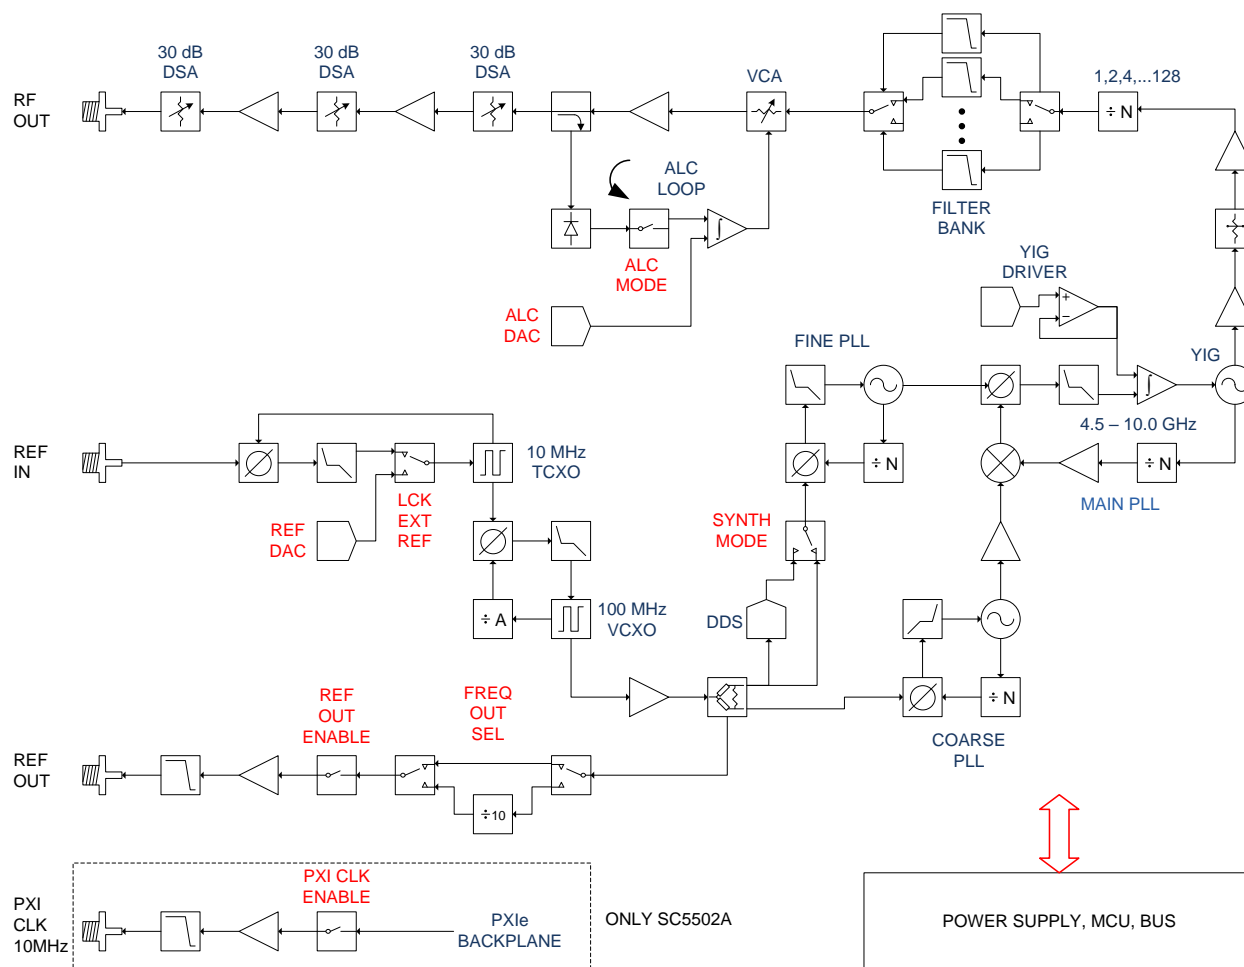 30 dB
DSA
30 dB
DSA
30 dB
DSA
VCA
1,2,4,...128
RF
OUT
÷ N
ALC
LOOP
FILTER
BANK
ALC
MODE
YIG
DRIVER
ALC
DAC
+
−
FINE PLL
YIG
4.5 – 10.0 GHz
REF
IN
10 MHz
TCXO
÷ N
÷ N
MAIN PLL
LCK
EXT
REF
REF
DAC
SYNTH
MODE
÷ A
100 MHz
VCXO
DDS
REF
OUT
ENABLE
FREQ
OUT
SEL
÷ N
COARSE
PLL
REF
OUT
÷10
PXI CLK
ENABLE
PXI
CLK
10MHz
PXIe
BACKPLANE
ONLY SC5502A
POWER SUPPLY, MCU, BUS